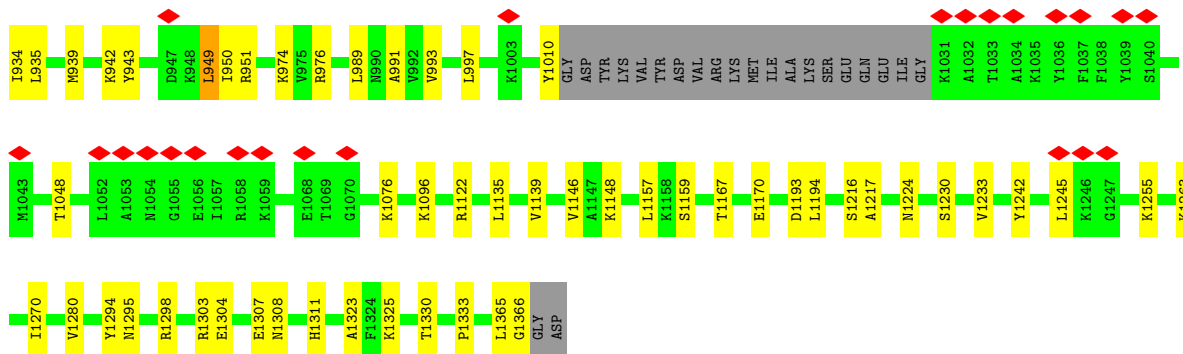 I934 L935 M939 K942 Y943 D947 K948 L949 I950 R951 K974 V975 R976 L989 N990 A991 V992 V993 L997 K1003 Y1010 GLY ASP TYR LYS VAL TYR ASP VAL ARG LYS MET ILE ALA LYS SER GLU GLN GLU ILE GLY K1031 A1032 T1033 A1034 K1035 Y1036 F1037 F1038 Y1039 S1040
M1043 T1048 L1052 A1053 N1054 G1055 E1056 I1057 R1058 K1059 E1068 T1069 G1070 K1076 K1096 R1122 L1135 V1139 V1146 A1147 K1148 L1157 K1158 S1159 T1167 E1170 D1193 L1194 S1216 A1217 N1224 S1230 V1233 Y1242 L1245 K1246 G1247 K1255
I1270 V1280 Y1294 N1295 R1298 R1303 E1304 E1307 N1308 H1311 A1323 F1324 K1325 T1330 P1333 L1365 G1366 GLY ASP